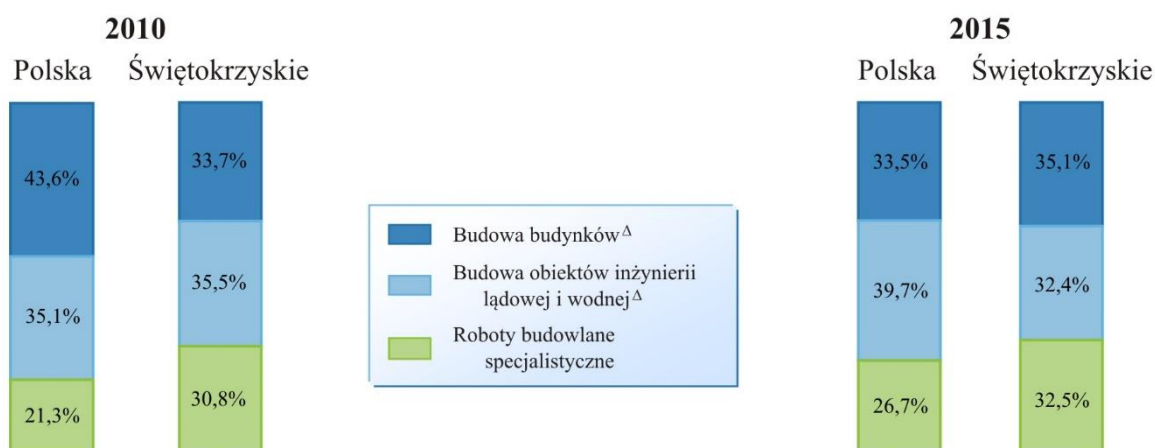 2010
Polska Świętokrzyskie
43,6% 33,7%
35,1% 35,5%
21,3% 30,8%
Budowa budynków Δ
Budowa obiektów inżynierii
lądowej i wodnej Δ
Roboty budowlane
specjalistyczne
2015
Polska Świętokrzyskie
33,5% 35,1%
39,7% 32,4%
26,7% 32,5%